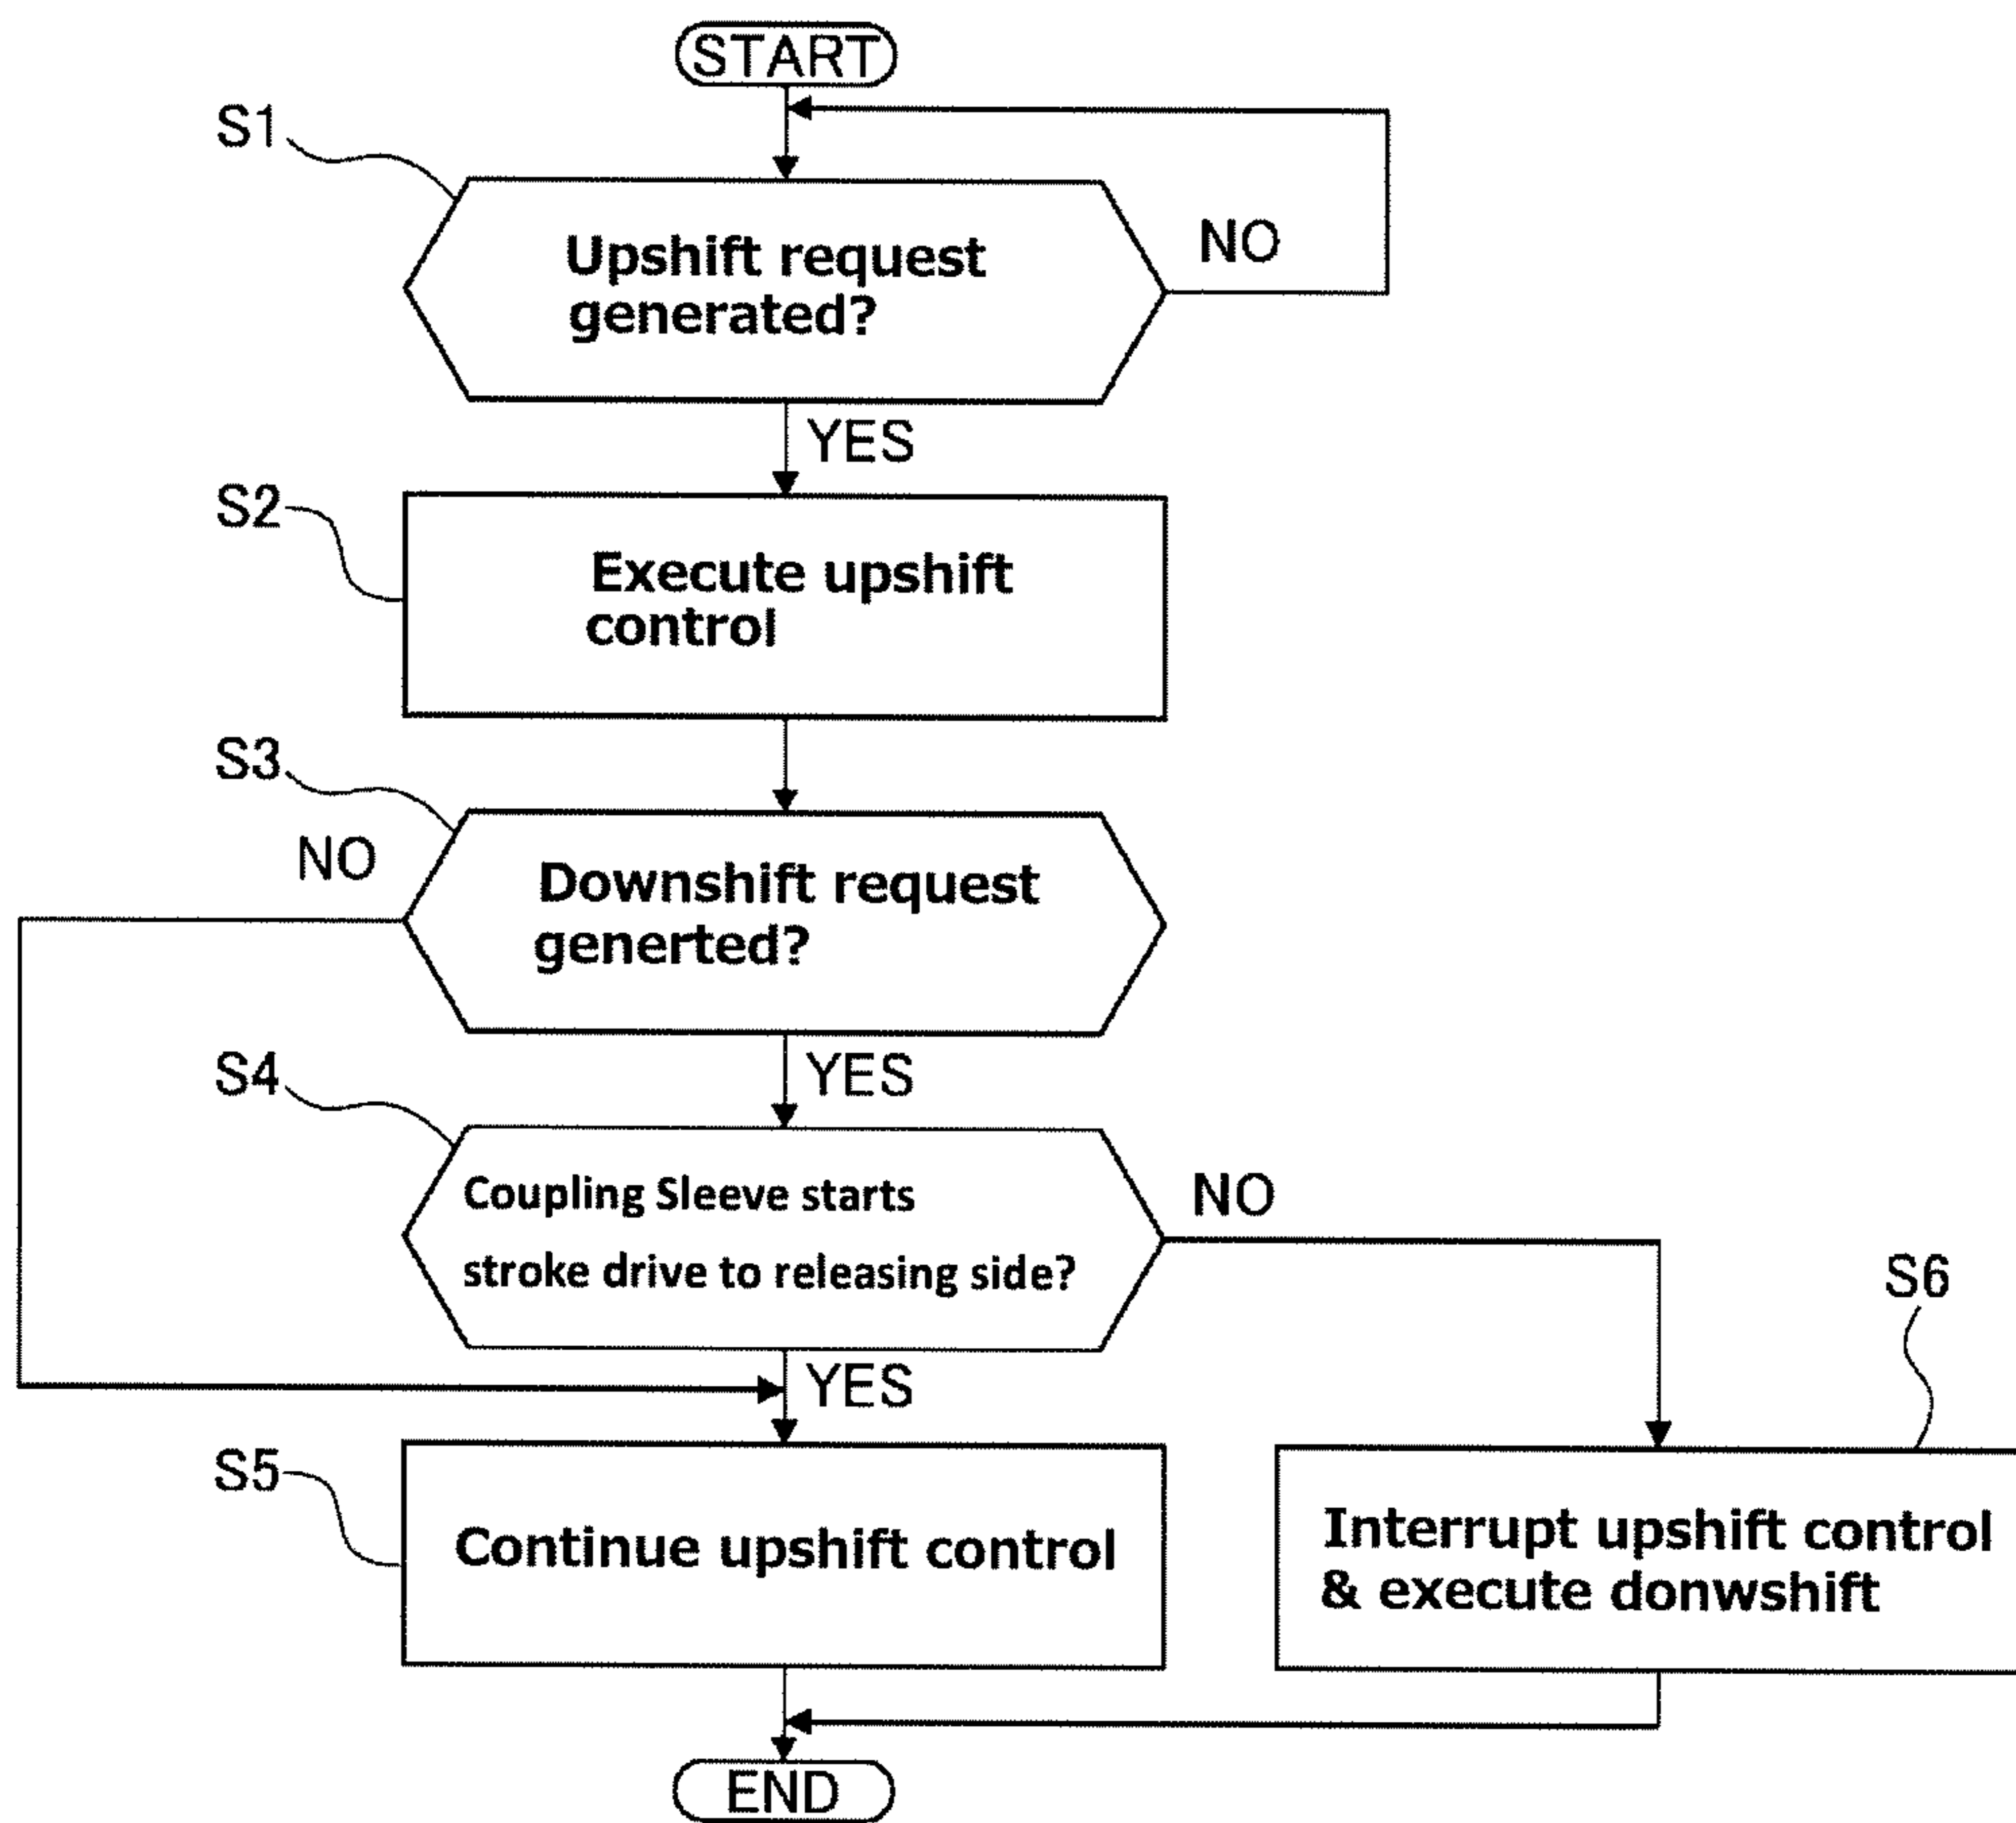 START
S1
Upshift request
generated?
NO
YES
S2
Execute upshift
control
S3
NO
Downshift request
generted?
YES
S4
Coupling Sleeve starts
stroke drive to releasing side?
NO
YES
S6
S5
Continue upshift control
Interrupt upshift control
& execute donwshift
END